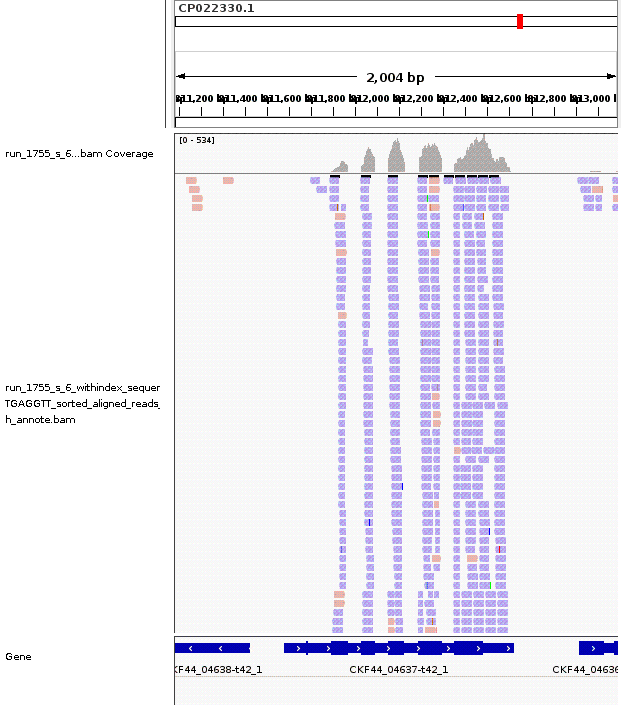 CP022330.1
2,004 bp
11,200 11,400 11,600 11,800 12,000 12,200 12,400 12,600 12,800 13,000
[0 - 534]
run_1755_s_6...bam Coverage
run_1755_s_6_withindex_sequer
TGAGGTT_sorted_aligned_reads_
h_annote.bam
Gene
CKF44_04638-t42_1 CKF44_04637-t42_1 CKF44_04636